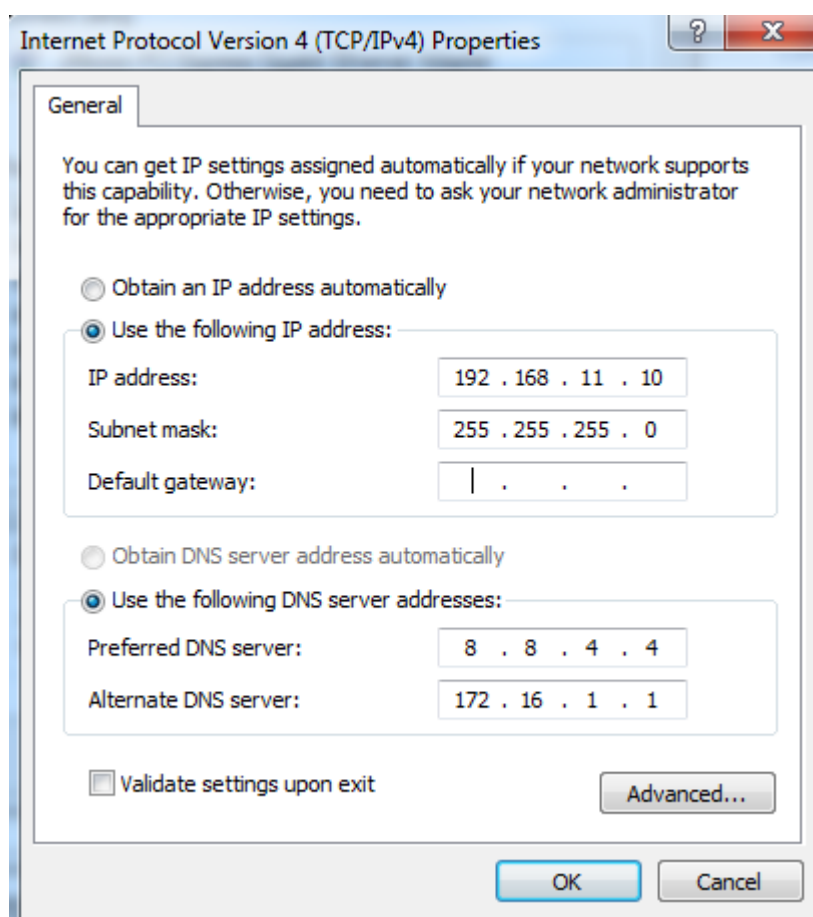 Internet Protocol Version 4 (TCP/IPv4) Properties
General
You can get IP settings assigned automatically if your network supports
this capability. Otherwise, you need to ask your network administrator
for the appropriate IP settings.
Obtain an IP address automatically
Use the following IP address:
IP address: 192 . 168 . 11 . 10
Subnet mask: 255 . 255 . 255 . 0
Default gateway: . . .
Obtain DNS server address automatically
Use the following DNS server addresses:
Preferred DNS server: 8 . 8 . 4 . 4
Alternate DNS server: 172 . 16 . 1 . 1
Validate settings upon exit
Advanced...
OK Cancel